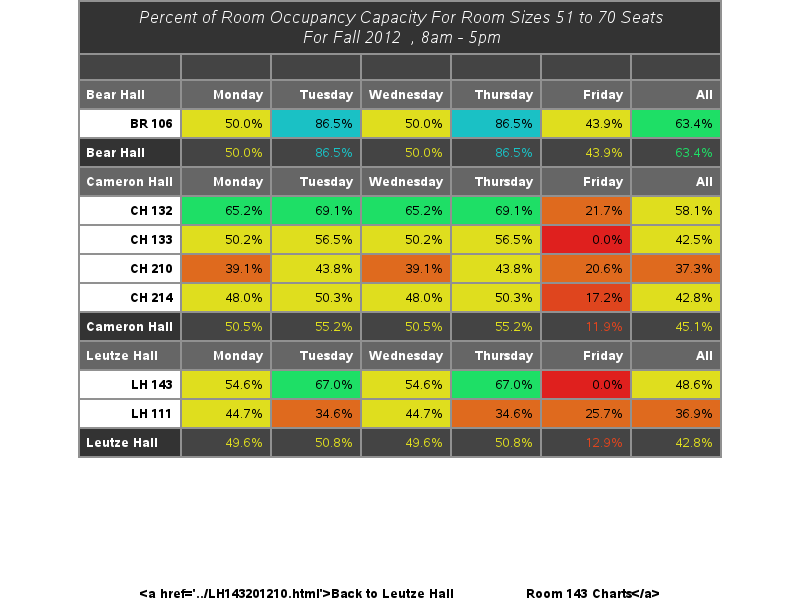 Percent of Room Occupancy Capacity For Room Sizes 51 to 70 Seats
For Fall 2012 , 8am - 5pm
Bear Hall Monday Tuesday Wednesday Thursday Friday All
BR 106 50.0% 86.5% 50.0% 86.5% 43.9% 63.4%
Bear Hall 50.0% 86.5% 50.0% 86.5% 43.9% 63.4%
Cameron Hall Monday Tuesday Wednesday Thursday Friday All
CH 132 65.2% 69.1% 65.2% 69.1% 21.7% 58.1%
CH 133 50.2% 56.5% 50.2% 56.5% 0.0% 42.5%
CH 210 39.1% 43.8% 39.1% 43.8% 20.6% 37.3%
CH 214 48.0% 50.3% 48.0% 50.3% 17.2% 42.8%
Cameron Hall 50.5% 55.2% 50.5% 55.2% 11.9% 45.1%
Leutze Hall Monday Tuesday Wednesday Thursday Friday All
LH 143 54.6% 67.0% 54.6% 67.0% 0.0% 48.6%
LH 111 44.7% 34.6% 44.7% 34.6% 25.7% 36.9%
Leutze Hall 49.6% 50.8% 49.6% 50.8% 12.9% 42.8%
<a href='../LH143201210.html'>Back to Leutze Hall Room 143 Charts</a>